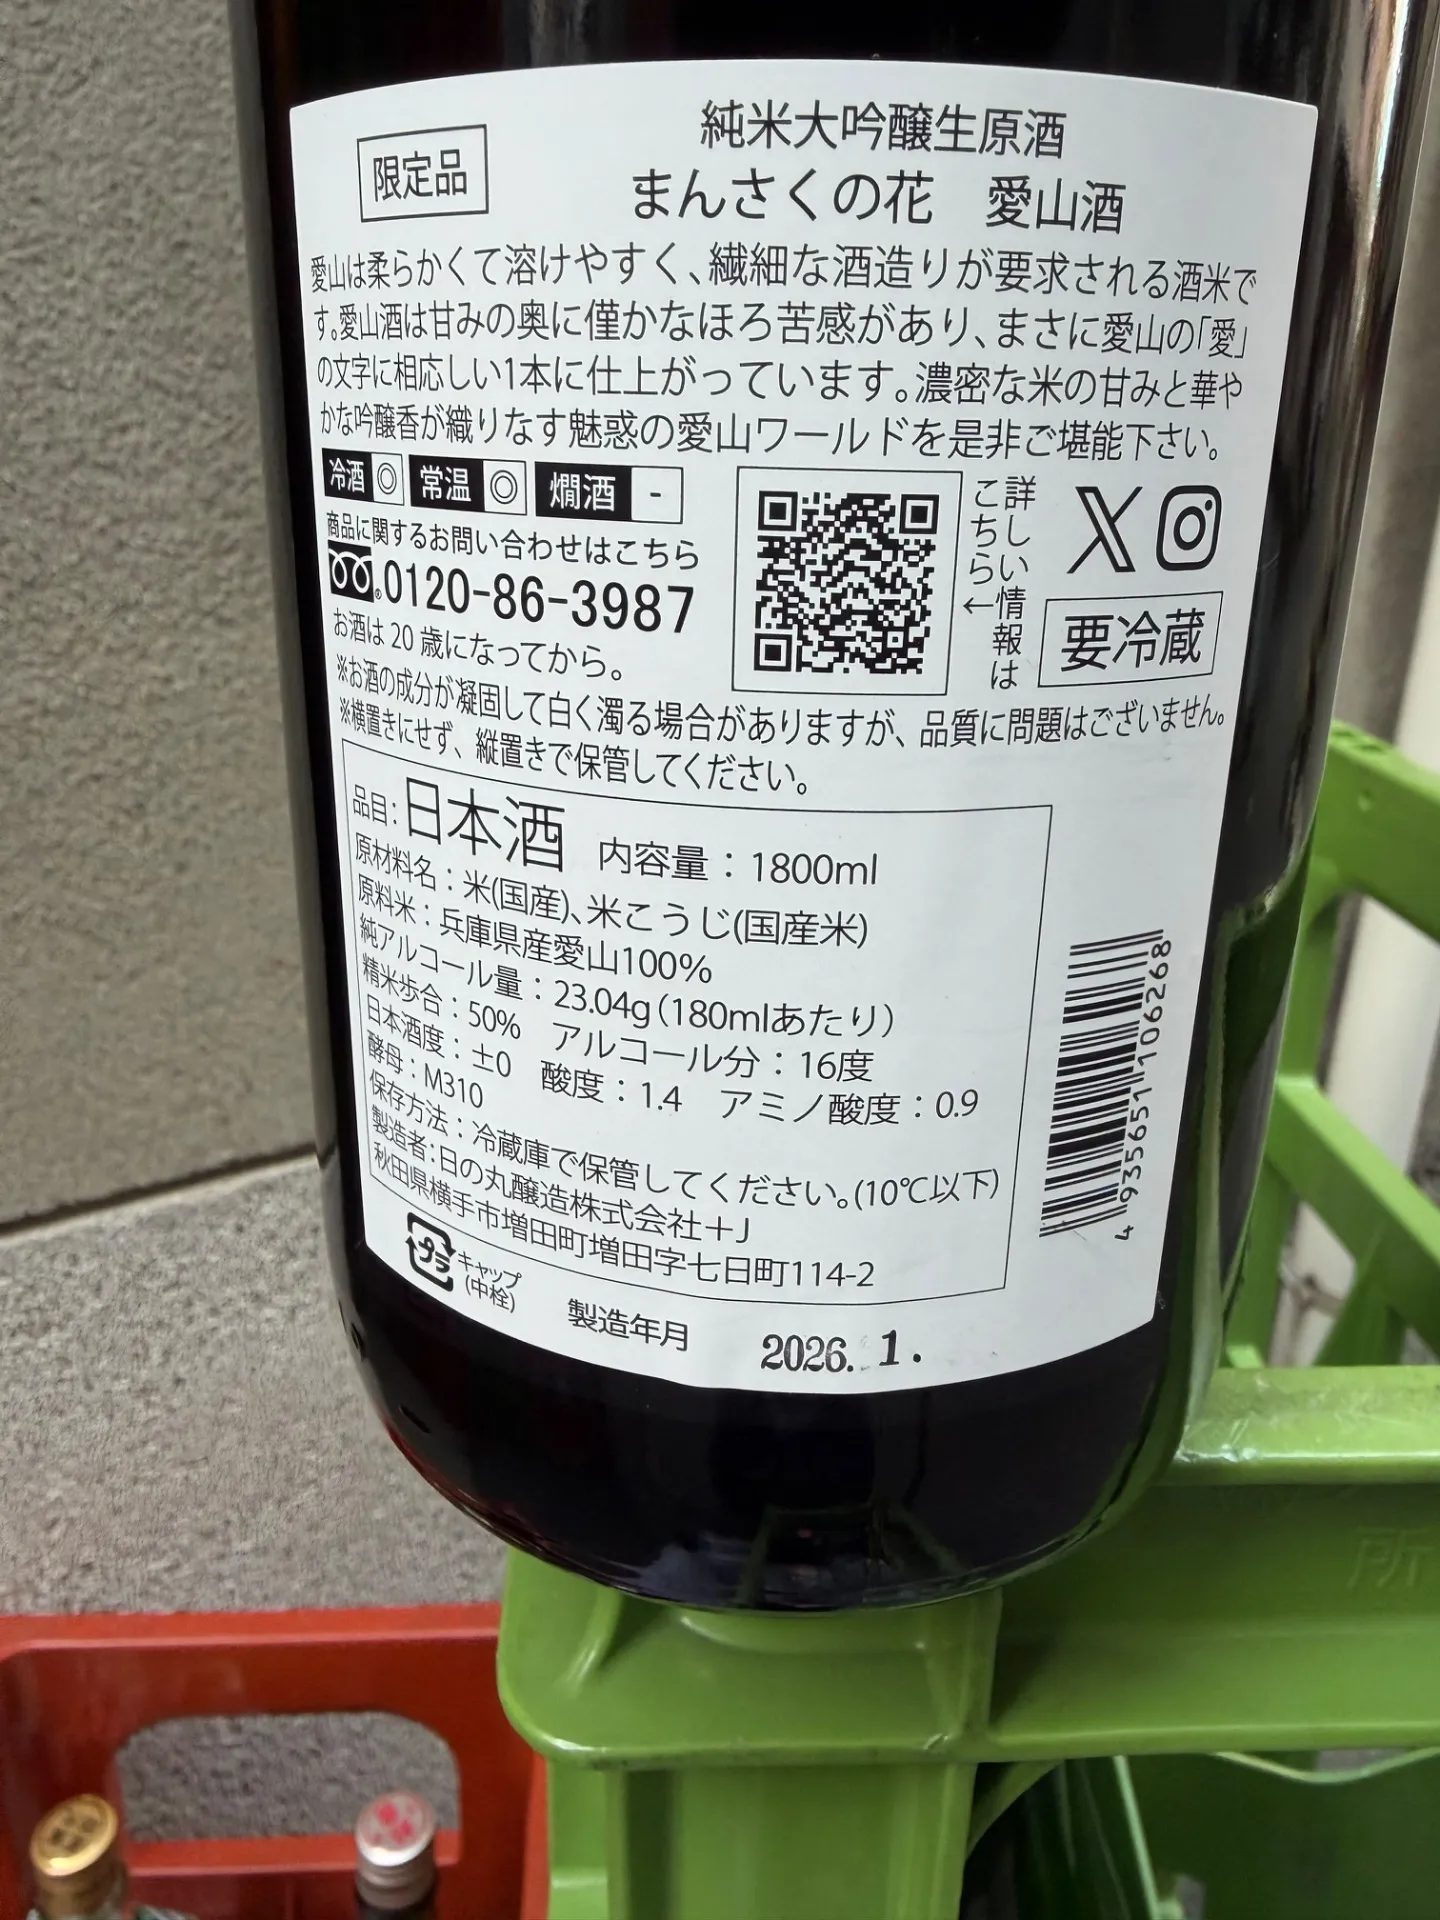 限定品
純米大吟醸生原酒
まんさくの花 愛山酒
愛山は柔らかくて溶けやすく、繊細な酒造りが要求される酒米で
す。愛山酒は甘みの奥に僅かなほろ苦感があり、まさに愛山の「愛」
の文字に相応しい1本に仕上がっています。濃密な米の甘みと華や
かな吟醸香が織りなす魅惑の愛山ワールドを是非ご堪能下さい。
冷酒 ◎ 常温 ◎ 燗酒 -
商品に関するお問い合わせはこちら
®0120-86-3987
お酒は20歳になってから。
詳しい情報は
こちら←
要冷蔵
※お酒の成分が凝固して白く濁る場合がありますが、品質に問題はございません。
※横置きにせず、縦置きで保管してください。
品目：日本酒 内容量：1800ml
原材料名：米(国産)、米こうじ(国産米)
原料米：兵庫県産愛山100%
純アルコール量：23.04g(180mlあたり)
精米歩合：50% アルコール分：16度
日本酒度：±0 酸度：1.4 アミノ酸度：0.9
酵母：M310
保存方法：冷蔵庫で保管してください。(10℃以下)
製造者：日の丸醸造株式会社+J
秋田県横手市増田町増田字七日町114-2
プラ キャップ
(中栓)
製造年月 2026. 1.
4 935651 106268
所